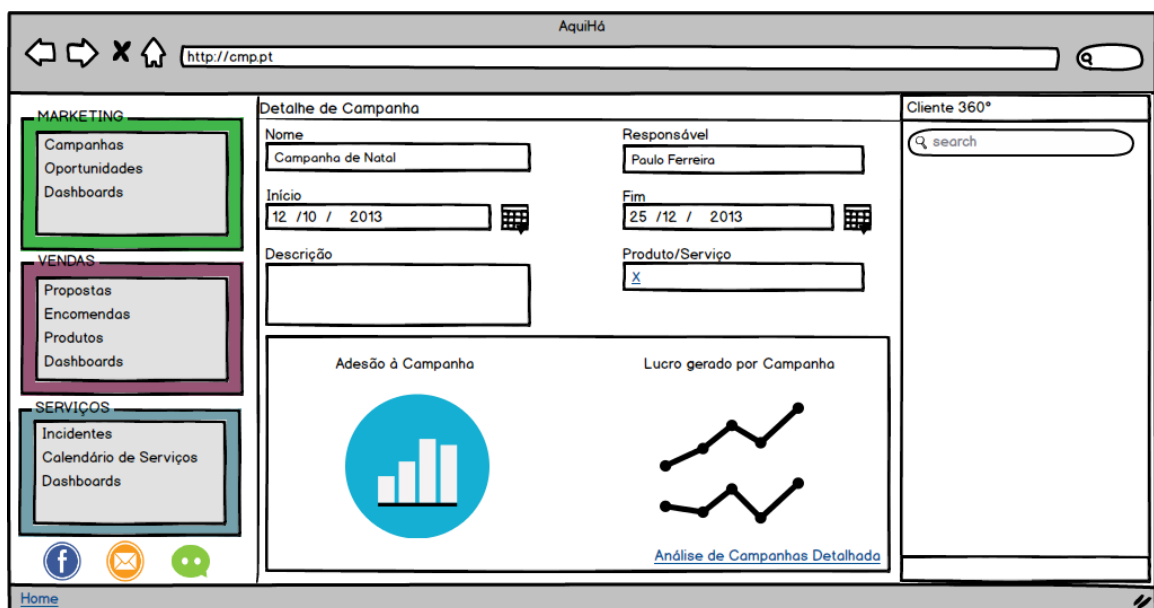 AquiHá
http://cmp.pt
MARKETING
Campanhas
Oportunidades
Dashboards
VENDAS
Propostas
Encomendas
Produtos
Dashboards
SERVIÇOS
Incidentes
Calendário de Serviços
Dashboards
f
Detalhe de Campanha
Nome
Campanha de Natal
Responsável
Paulo Ferreira
Início
12 /10 / 2013
Fim
25 /12 / 2013
Descrição
Produto/Serviço
X
Adesão à Campanha
Lucro gerado por Campanha
Análise de Campanhas Detalhada
Cliente 360°
search
Home